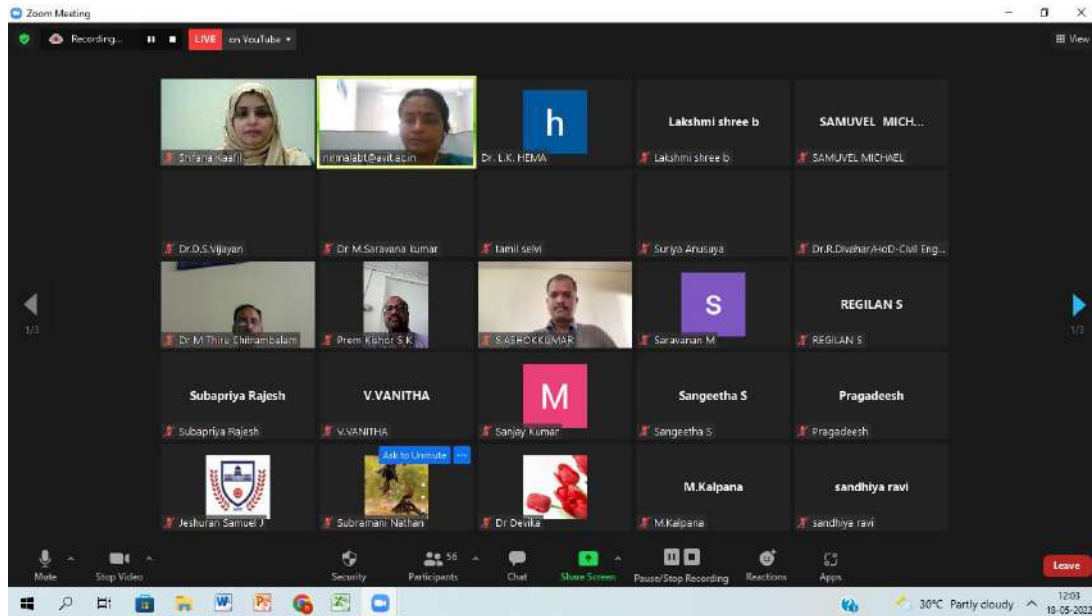 Zoom Meeting
Recording...
LIVE on YouTube
View
Shifana Kaafil
nirmalabt@avit.ac.in
h
Dr. L.K. HEMA
Lakshmi shree b
Lakshmi shree b
SAMUVEL MICH...
SAMUVEL MICHAEL
Dr.D.S.Vijayan
Dr M.Saravana kumar
tamil selvi
Suriya Anusuya
Dr.R.Divahar/HoD-Civil Eng...
1/3
1/3
Dr M Thiru Chitrambalam
Prem Kishor S K
S.ASHOKKUMAR
S
Saravanan M
REGILAN S
REGILAN S
Subapriya Rajesh
Subapriya Rajesh
V.VANITHA
V.VANITHA
M
Sanjay Kumar
Sangeetha S
Sangeetha S
Pragadeesh
Pragadeesh
Jeshuran Samuel J
Ask to Unmute
Subramani Nathan
Dr Devika
M.Kalpana
M.Kalpana
sandhiya ravi
sandhiya ravi
Mute
Stop Video
Security
56
Participants
Chat
Share Screen
Pause/Stop Recording
Reactions
Apps
Leave
30°C Partly cloudy
12:03